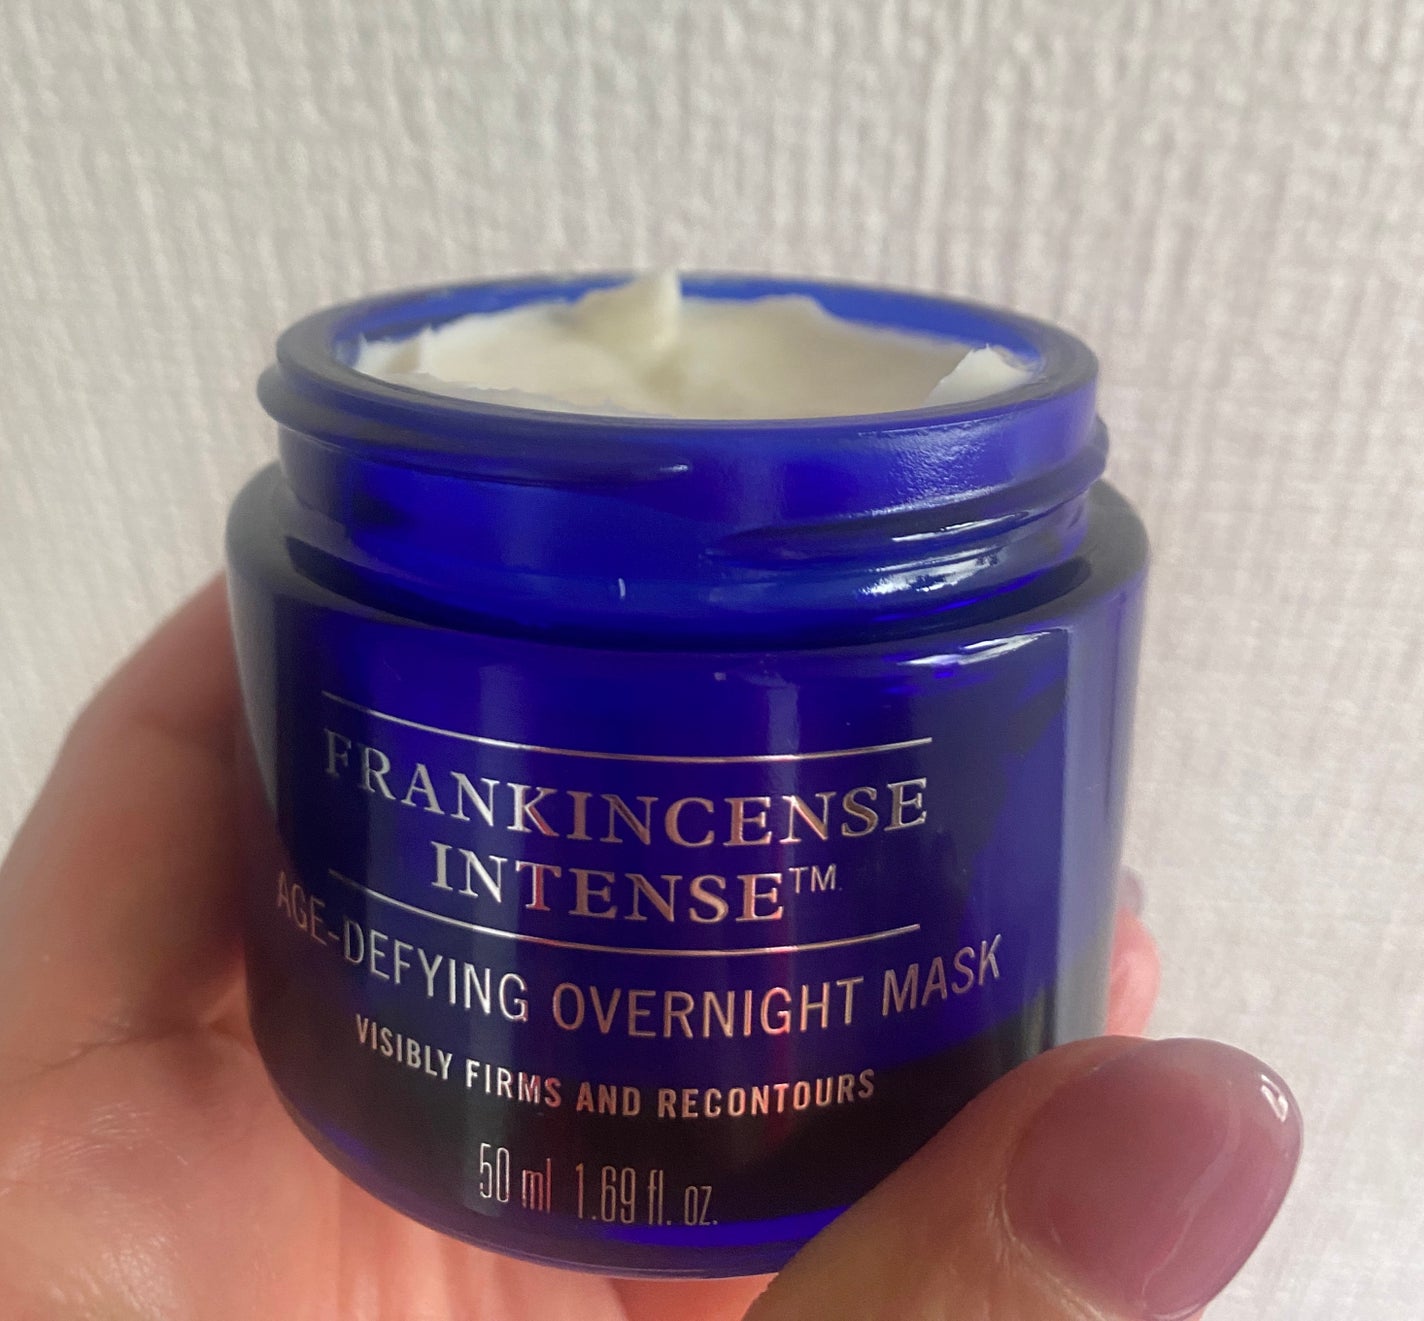 FRANKINCENSE
INTENSE™
AGE-DEFYING OVERNIGHT MASK
VISIBLY FIRMS AND RECONTOURS
50 ml 1.69 fl. oz.